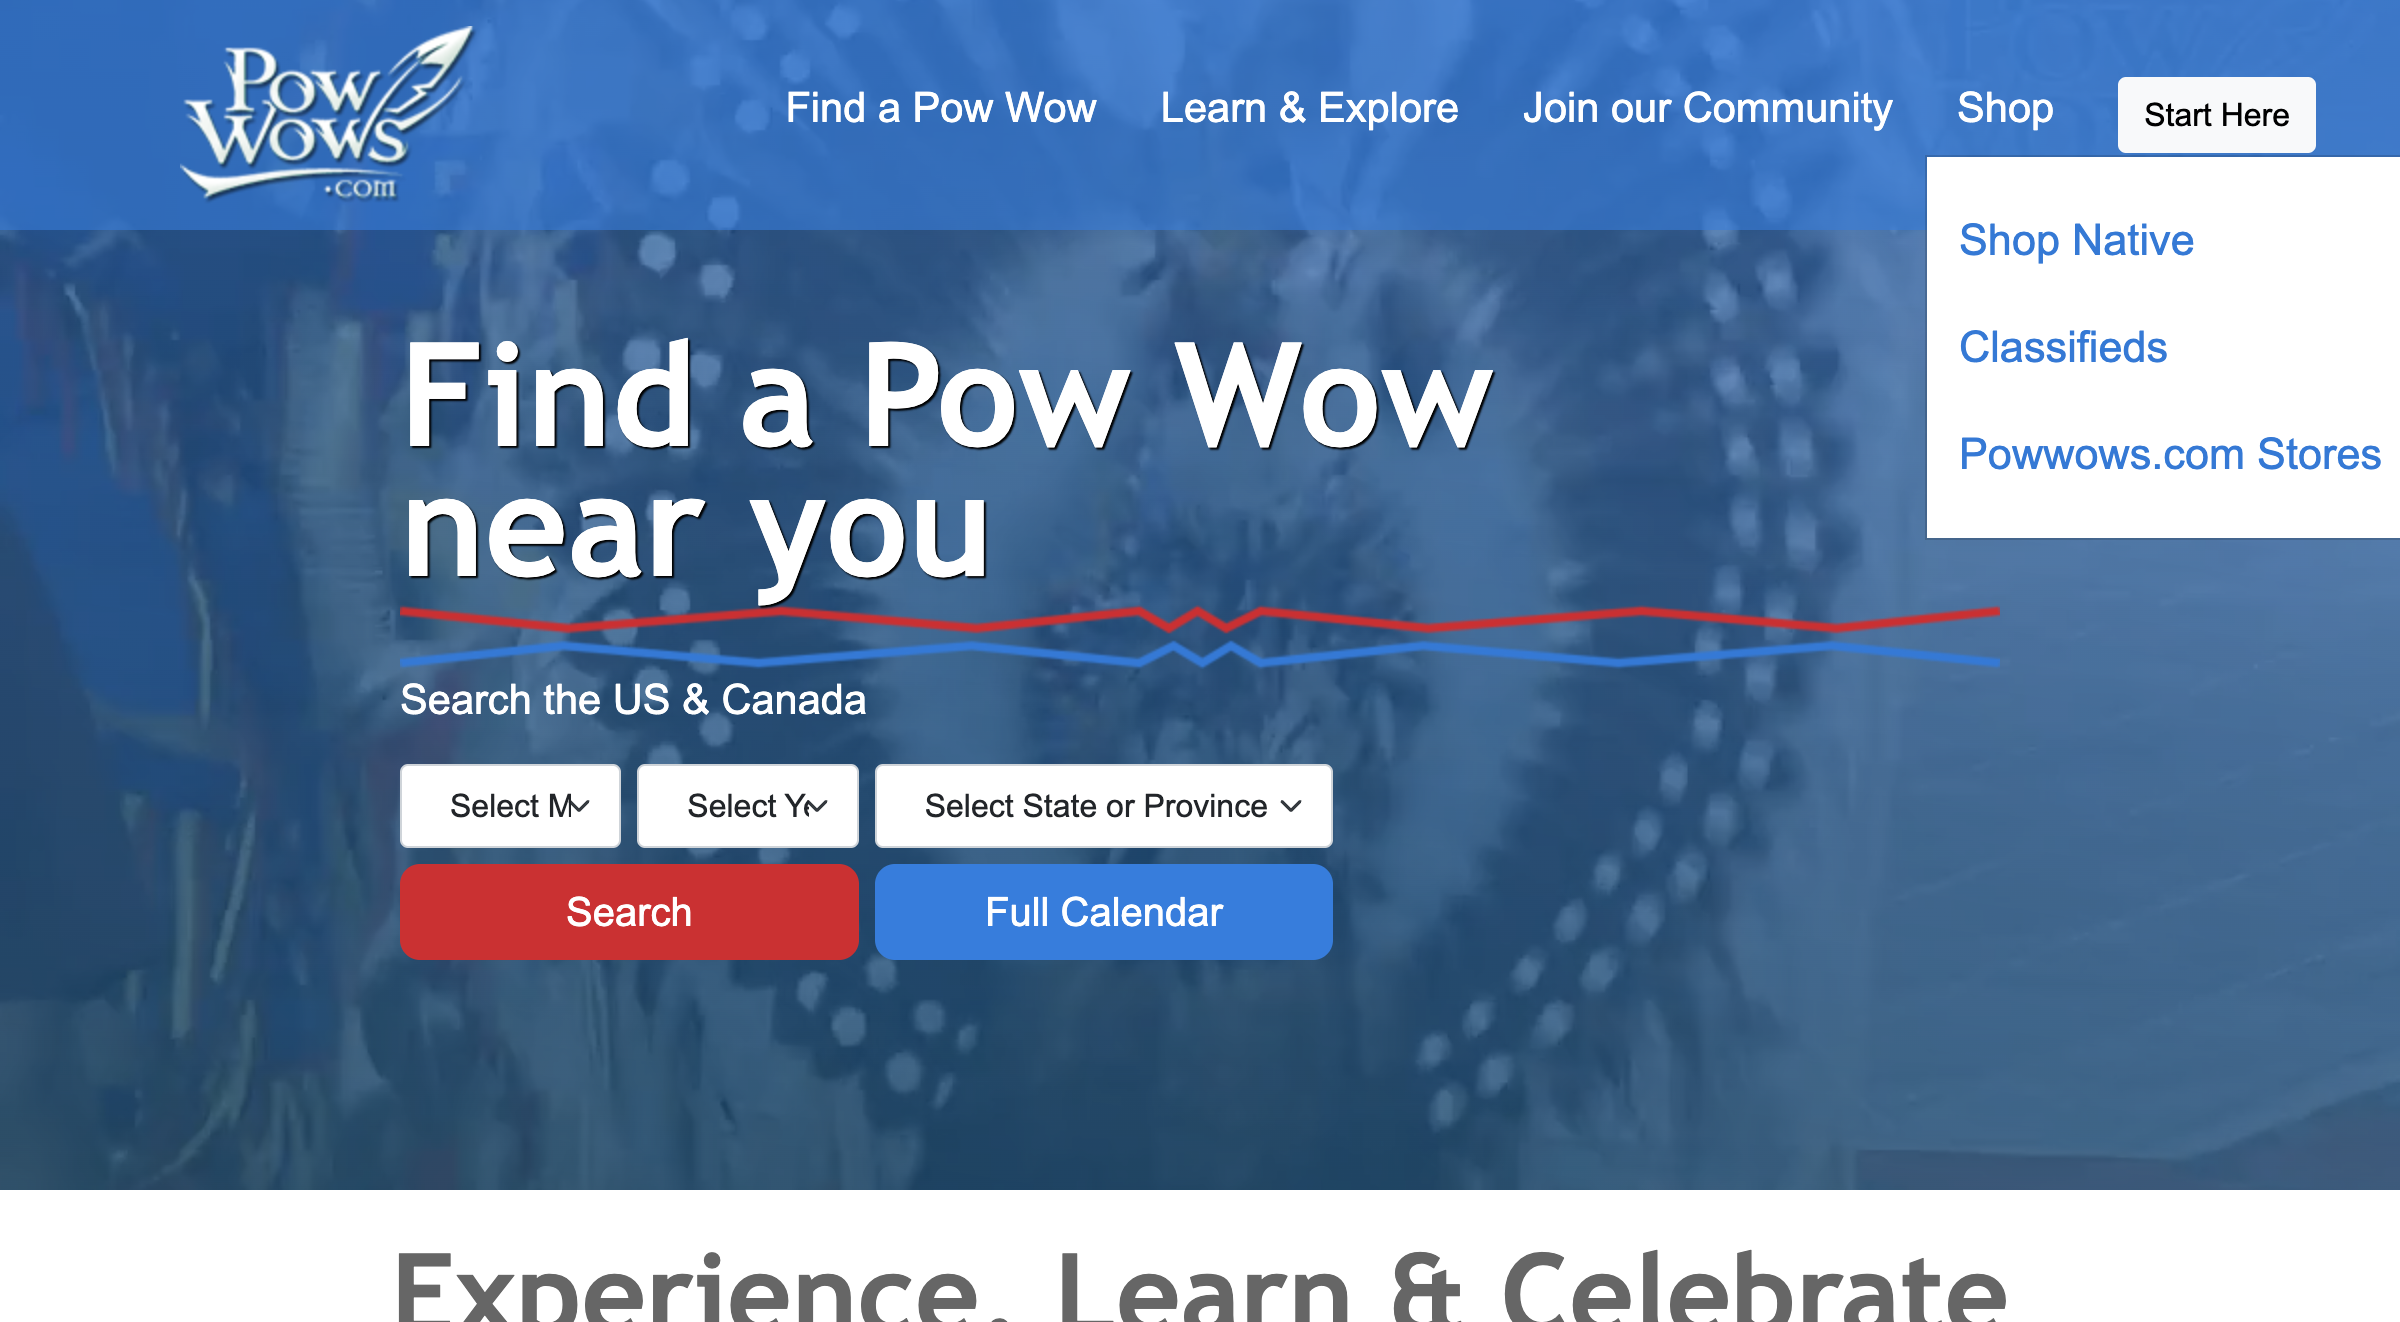 Pow
Wows
.com
Find a Pow Wow
Learn & Explore
Join our Community
Shop
Start Here
Shop Native
Classifieds
Powwows.com Stores
Find a Pow Wow
near you
Search the US & Canada
Select M
Select Ye
Select State or Province
Search
Full Calendar
Experience, Learn & Celebrate